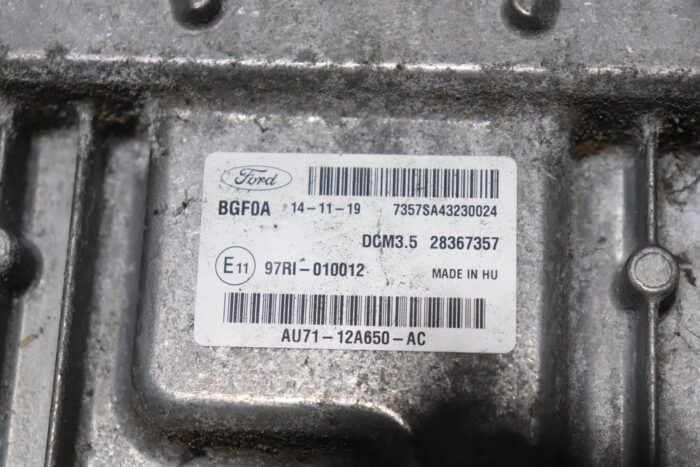 Ford
BGF0A 14-11-19 7357SA43230024
DCM3.5 28367357
E11 97RI-010012 MADE IN HU
AU71-12A650-AC